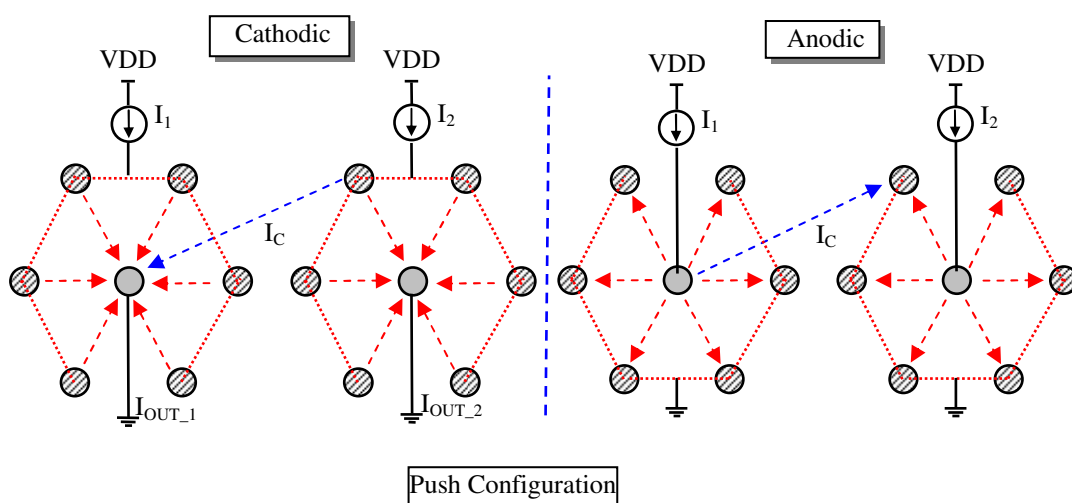 Cathodic
Anodic
VDD
VDD
VDD
VDD
I1
I2
I1
I2
IC
IC
IOUT_1
IOUT_2
Push Configuration